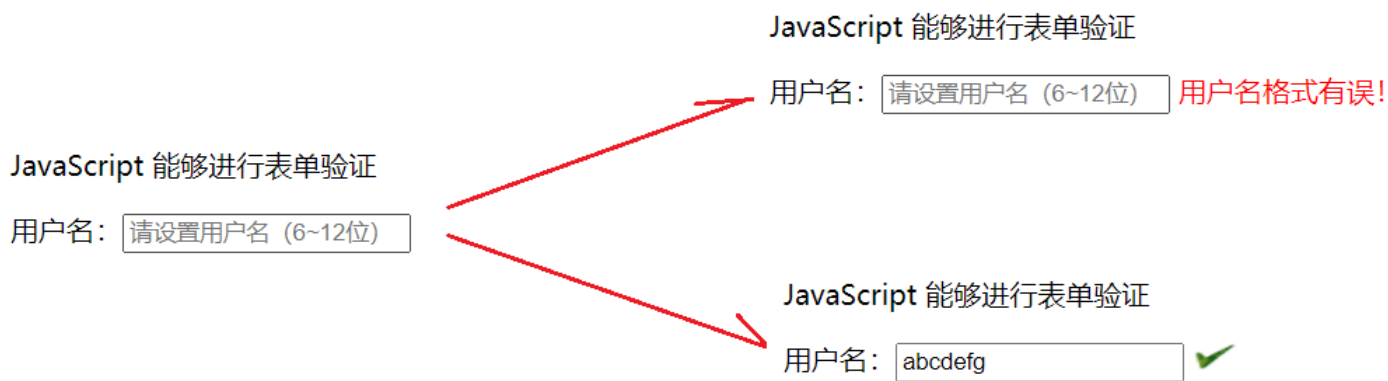 JavaScript 能够进行表单验证
用户名：请设置用户名（6~12位）
JavaScript 能够进行表单验证
用户名：请设置用户名（6~12位） 用户名格式有误！
JavaScript 能够进行表单验证
用户名：abcdefg